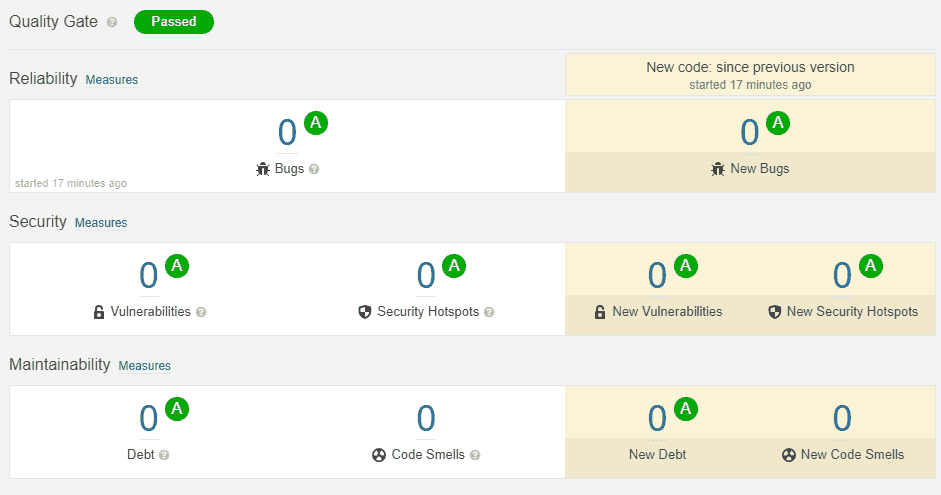 Quality Gate ? Passed
Reliability Measures
New code: since previous version
started 17 minutes ago
0 A
0 A
Bugs ?
New Bugs
started 17 minutes ago
Security Measures
0 A 0 A
0 A 0 A
Vulnerabilities ? Security Hotspots ?
New Vulnerabilities New Security Hotspots
Maintainability Measures
0 A 0
0 A 0
Debt ? Code Smells ?
New Debt New Code Smells